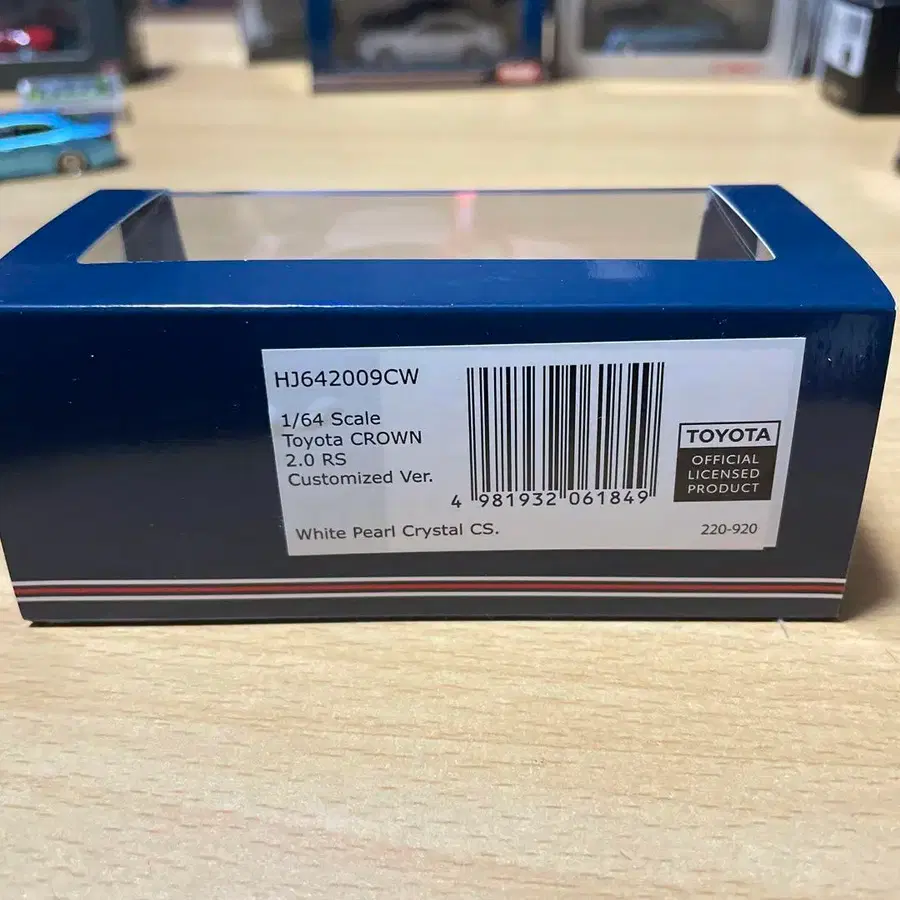 HJ642009CW
1/64 Scale
Toyota CROWN
2.0 RS
Customized Ver.
White Pearl Crystal CS.
4 981932 061849
TOYOTA
OFFICIAL
LICENSED
PRODUCT
220-920